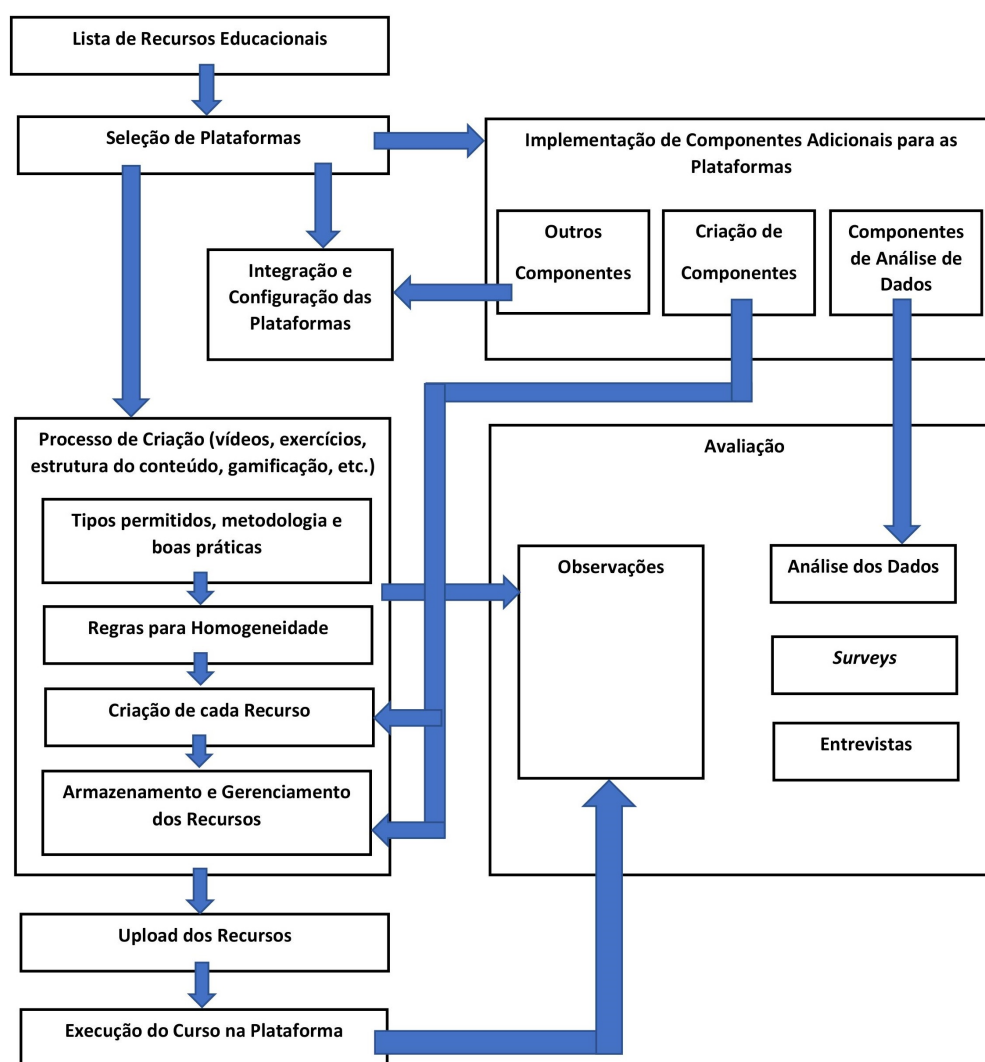 Lista de Recursos Educacionais
Seleção de Plataformas
Implementação de Componentes Adicionais para as
Plataformas
Outros
Componentes
Criação de
Componentes
Componentes
de Análise de
Dados
Integração e
Configuração das
Plataformas
Processo de Criação (vídeos, exercícios,
estrutura do conteúdo, gamificação, etc.)
Tipos permitidos, metodologia e
boas práticas
Regras para Homogeneidade
Criação de cada Recurso
Armazenamento e Gerenciamento
dos Recursos
Avaliação
Observações
Análise dos Dados
Surveys
Entrevistas
Upload dos Recursos
Execução do Curso na Plataforma